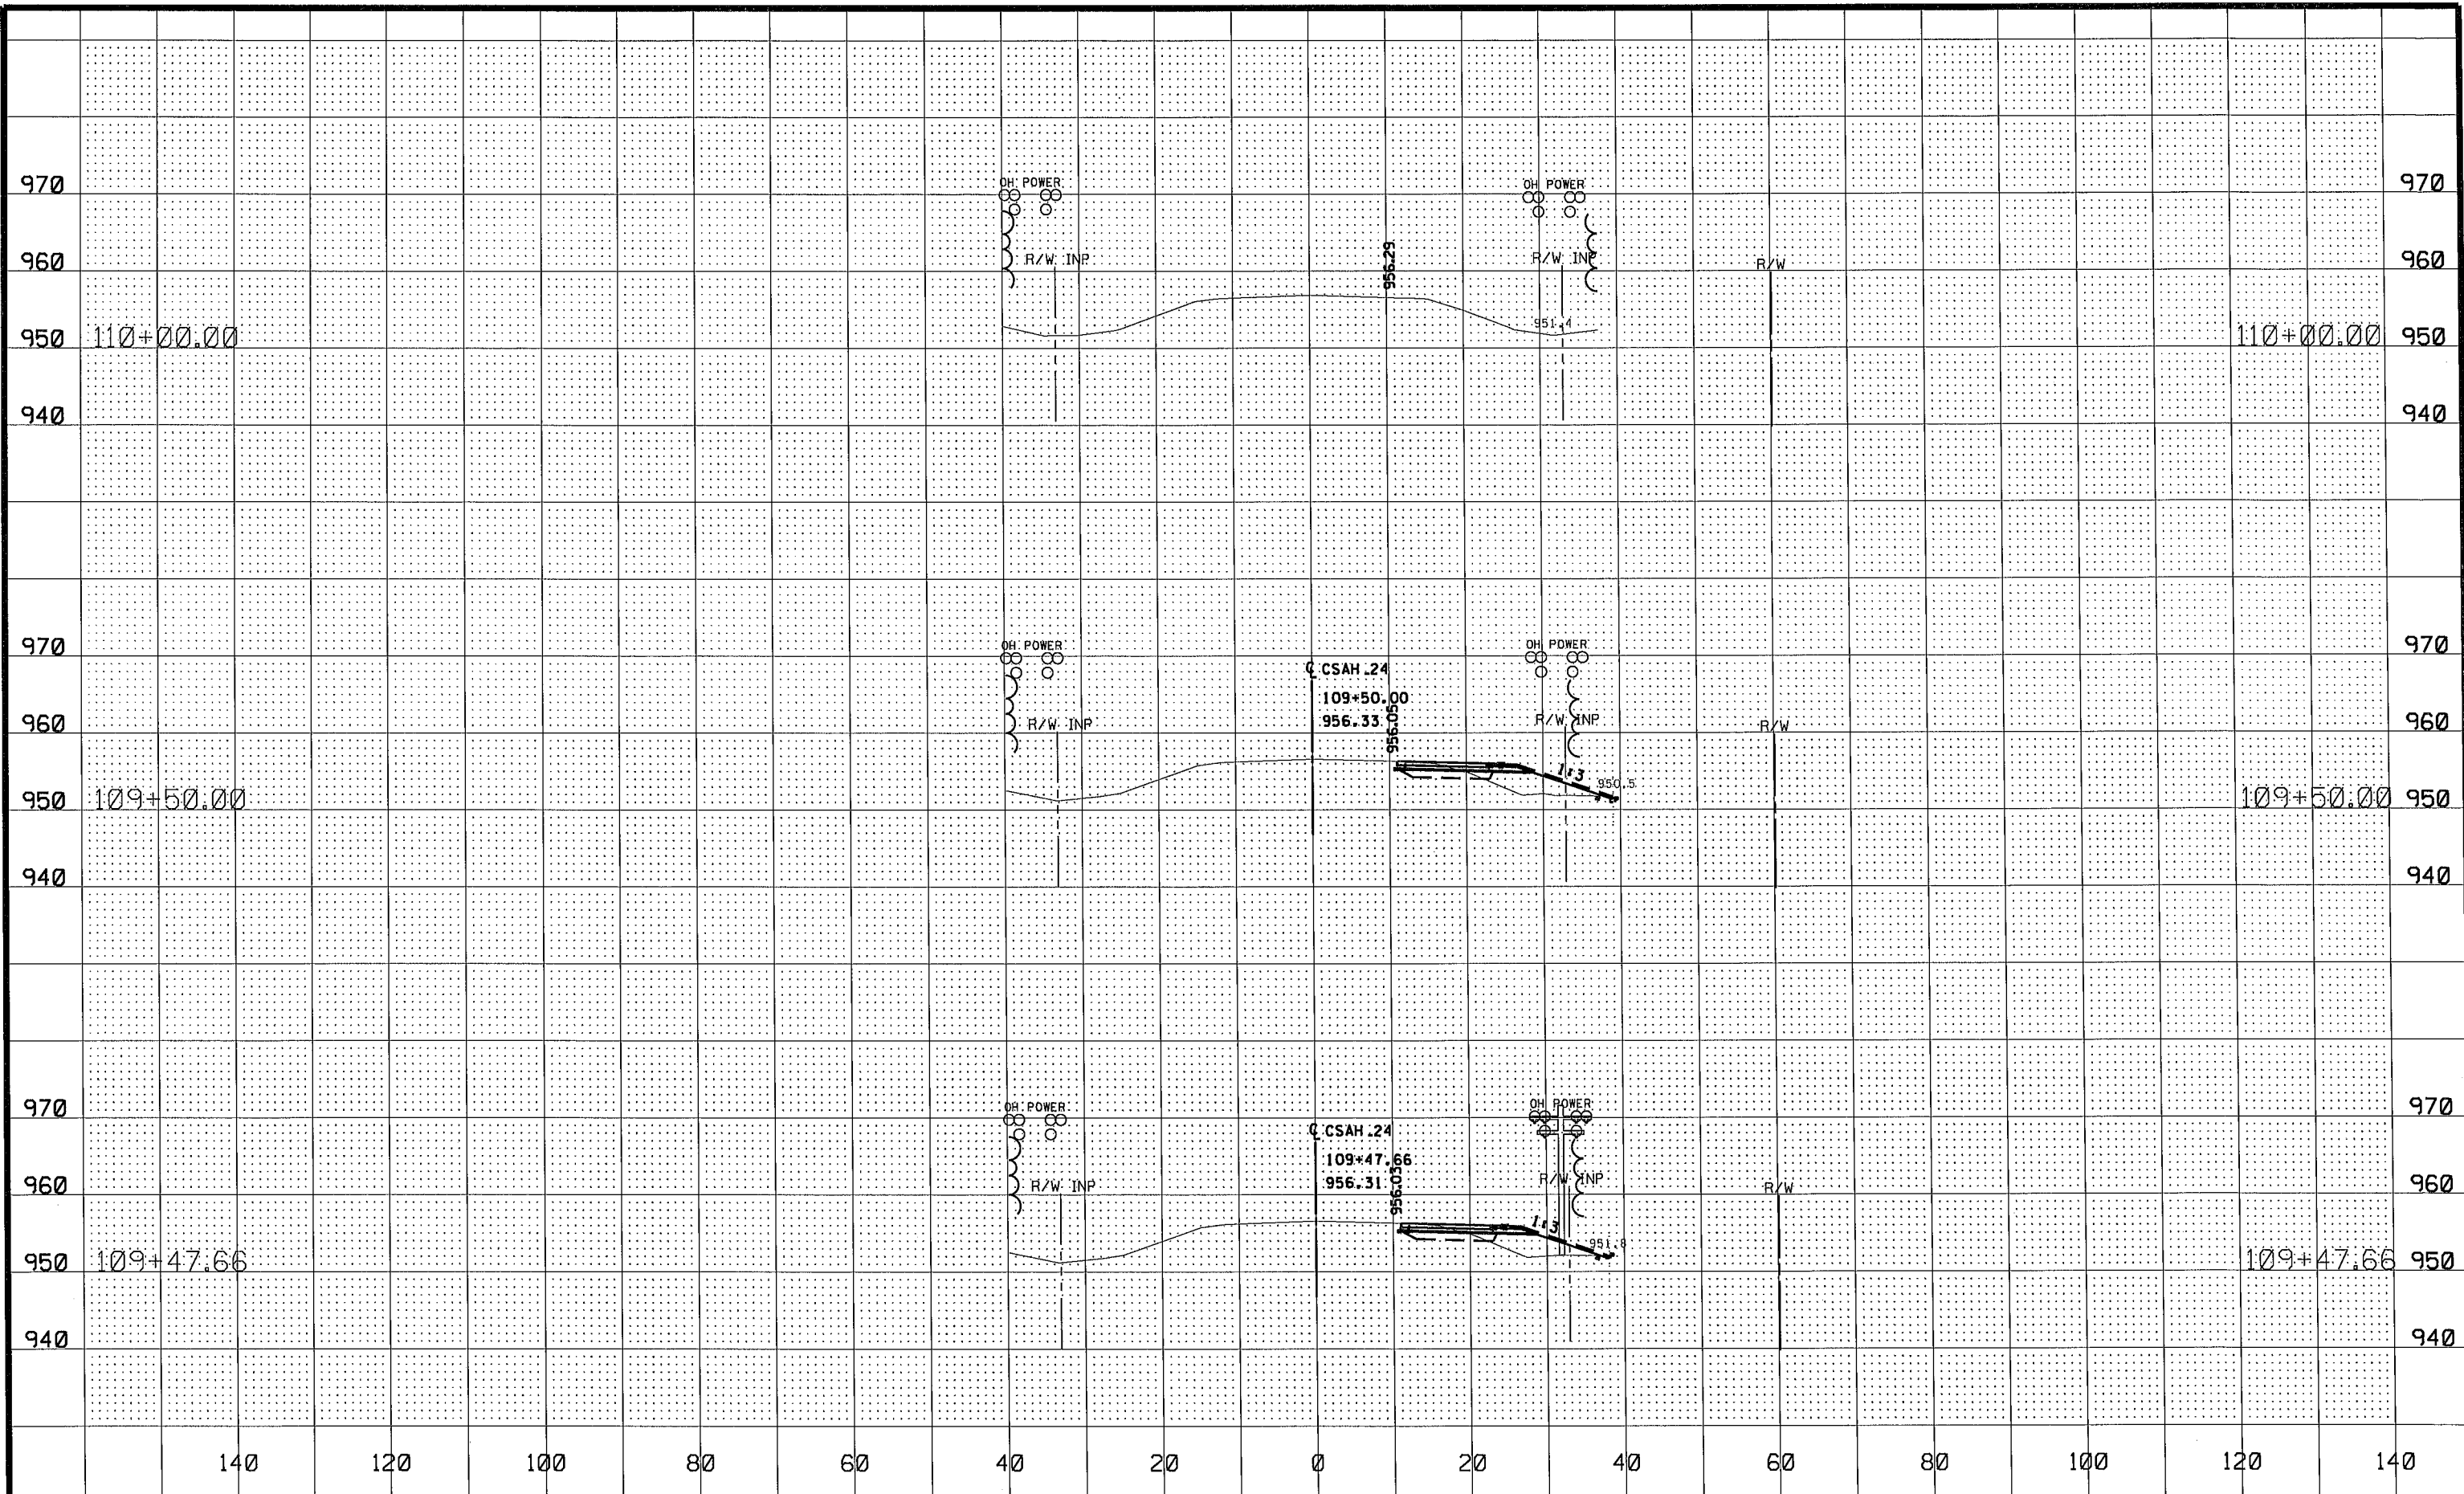 970 OH POWER OH POWER 970
956.29
960 R/W INP R/W INP R/W 960
951.4
950 110+00.00 110+00.00 950
940 940
970 OH POWER OH POWER 970
℄ CSAH 24
109+50.00
956.33
956.05
960 R/W INP R/W INP R/W 960
1:3
950.5
950 109+50.00 109+50.00 950
940 940
970 OH POWER OH POWER 970
℄ CSAH 24
109+47.66
956.31
956.03
960 R/W INP R/W INP R/W 960
1:3
951.8
950 109+47.66 109+47.66 950
940 940
140 120 100 80 60 40 20 0 20 40 60 80 100 120 140